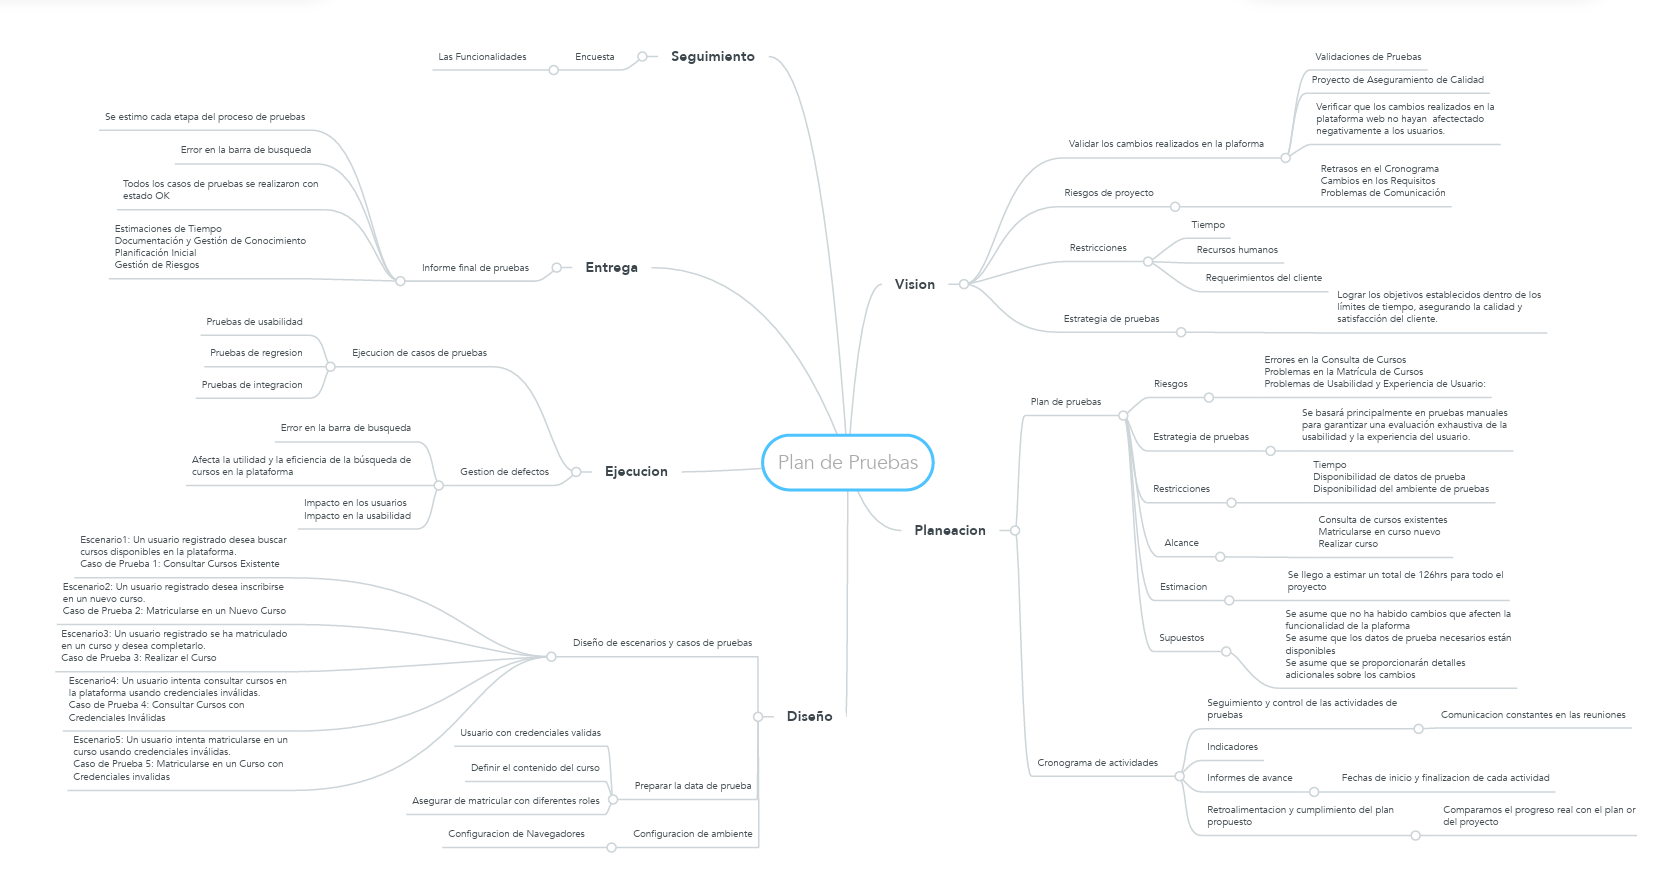 Plan de Pruebas
Seguimiento
Encuesta
Las Funcionalidades
Entrega
Informe final de pruebas
Se estimo cada etapa del proceso de pruebas
Error en la barra de busqueda
Todos los casos de pruebas se realizaron con
estado OK
Estimaciones de Tiempo
Documentación y Gestión de Conocimiento
Planificación Inicial
Gestión de Riesgos
Ejecucion
Ejecucion de casos de pruebas
Pruebas de usabilidad
Pruebas de regresion
Pruebas de integracion
Gestion de defectos
Error en la barra de busqueda
Afecta la utilidad y la eficiencia de la búsqueda de
cursos en la plataforma
Impacto en los usuarios
Impacto en la usabilidad
Diseño
Diseño de escenarios y casos de pruebas
Escenario1: Un usuario registrado desea buscar
cursos disponibles en la plataforma.
Caso de Prueba 1: Consultar Cursos Existente
Escenario2: Un usuario registrado desea inscribirse
en un nuevo curso.
Caso de Prueba 2: Matricularse en un Nuevo Curso
Escenario3: Un usuario registrado se ha matriculado
en un curso y desea completarlo.
Caso de Prueba 3: Realizar el Curso
Escenario4: Un usuario intenta consultar cursos en
la plataforma usando credenciales inválidas.
Caso de Prueba 4: Consultar Cursos con
Credenciales Inválidas
Escenario5: Un usuario intenta matricularse en un
curso usando credenciales inválidas.
Caso de Prueba 5: Matricularse en un Curso con
Credenciales invalidas
Preparar la data de prueba
Usuario con credenciales validas
Definir el contenido del curso
Asegurar de matricular con diferentes roles
Configuracion de ambiente
Configuracion de Navegadores
Vision
Validar los cambios realizados en la plaforma
Validaciones de Pruebas
Proyecto de Aseguramiento de Calidad
Verificar que los cambios realizados en la
plataforma web no hayan  afectectado
negativamente a los usuarios.
Riesgos de proyecto
Retrasos en el Cronograma
Cambios en los Requisitos
Problemas de Comunicación
Restricciones
Tiempo
Recursos humanos
Requerimientos del cliente
Estrategia de pruebas
Lograr los objetivos establecidos dentro de los
límites de tiempo, asegurando la calidad y
satisfacción del cliente.
Planeacion
Plan de pruebas
Riesgos
Errores en la Consulta de Cursos
Problemas en la Matrícula de Cursos
Problemas de Usabilidad y Experiencia de Usuario:
Estrategia de pruebas
Se basará principalmente en pruebas manuales
para garantizar una evaluación exhaustiva de la
usabilidad y la experiencia del usuario.
Restricciones
Tiempo
Disponibilidad de datos de prueba
Disponibilidad del ambiente de pruebas
Alcance
Consulta de cursos existentes
Matricularse en curso nuevo
Realizar curso
Estimacion
Se llego a estimar un total de 126hrs para todo el
proyecto
Supuestos
Se asume que no ha habido cambios que afecten la
funcionalidad de la plaforma
Se asume que los datos de prueba necesarios están
disponibles
Se asume que se proporcionarán detalles
adicionales sobre los cambios
Cronograma de actividades
Seguimiento y control de las actividades de
pruebas
Comunicacion constantes en las reuniones
Indicadores
Informes de avance
Fechas de inicio y finalizacion de cada actividad
Retroalimentacion y cumplimiento del plan
propuesto
Comparamos el progreso real con el plan or
del proyecto